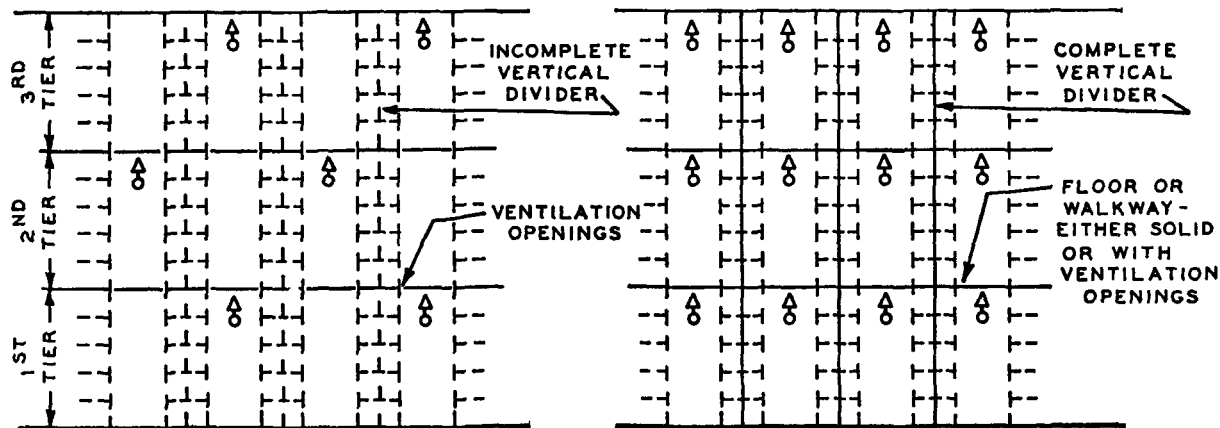 3RD
TIER
2ND
TIER
1ST
TIER
INCOMPLETE
VERTICAL
DIVIDER
VENTILATION
OPENINGS
COMPLETE
VERTICAL
DIVIDER
FLOOR OR
WALKWAY-
EITHER SOLID
OR WITH
VENTILATION
OPENINGS